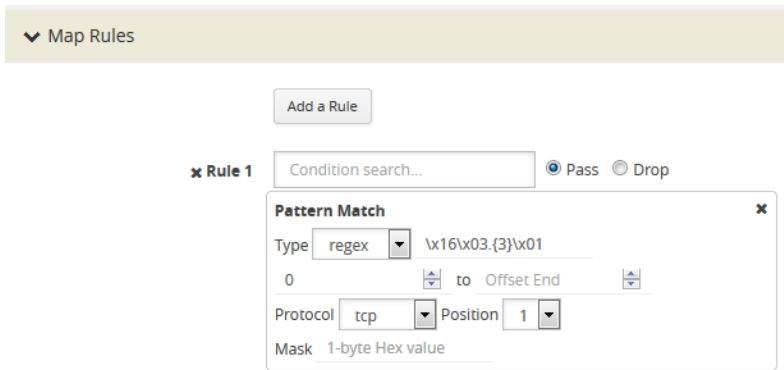 Map Rules
Add a Rule
Rule 1 Condition search... Pass Drop
Pattern Match
Type regex \x16\x03.{3}\x01
0 to Offset End
Protocol tcp Position 1
Mask 1-byte Hex value